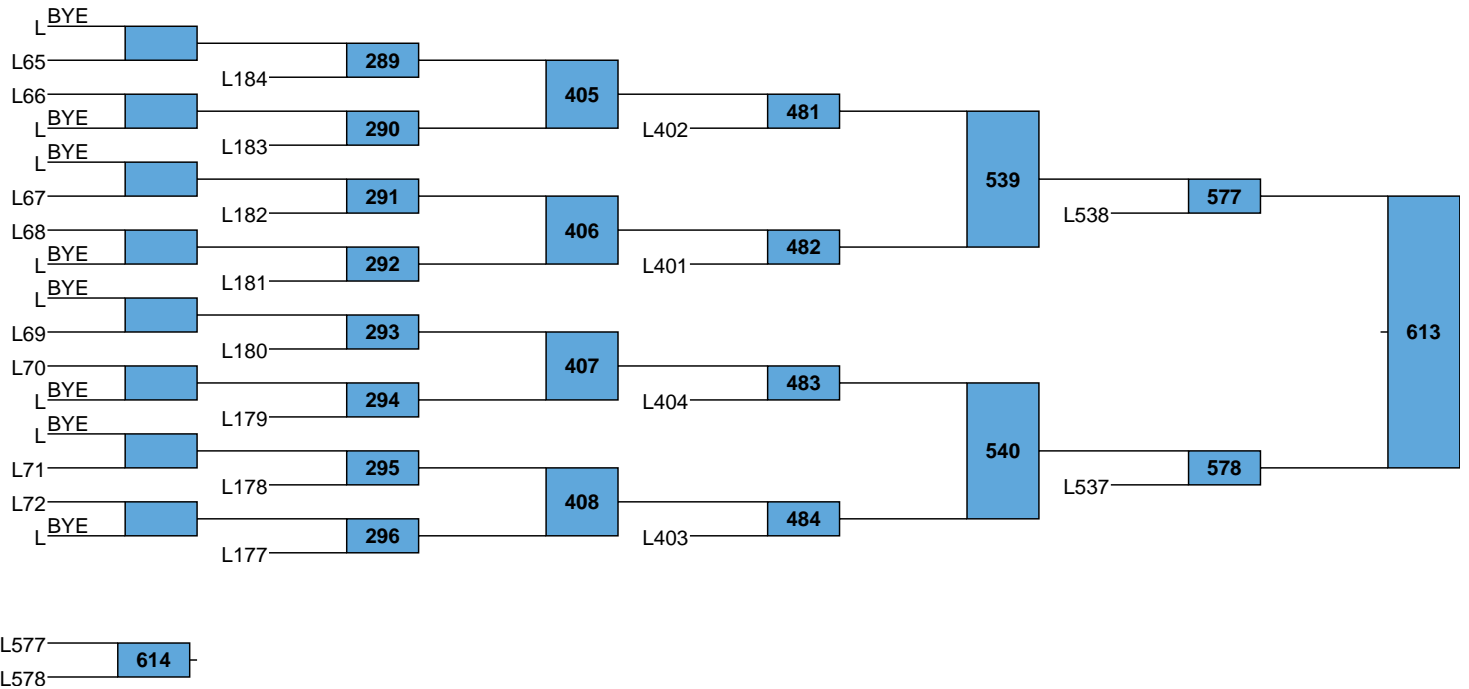 BYE
L
L65
L66
BYE
L
BYE
L
L67
L68
BYE
L
BYE
L
L69
L70
BYE
L
BYE
L
L71
L72
BYE
L
L184
289
290
L183
291
L182
292
L181
293
L180
294
L179
295
L178
296
L177
405
406
407
408
481
L402
482
L401
483
L404
484
L403
539
540
577
L538
578
L537
613
L577
614
L578